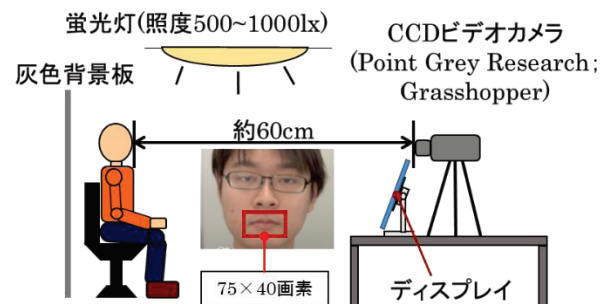 蛍光灯(照度500~1000lx)
CCDビデオカメラ
(Point Grey Research;
Grasshopper)
灰色背景板
約60cm
75×40画素
ディスプレイ